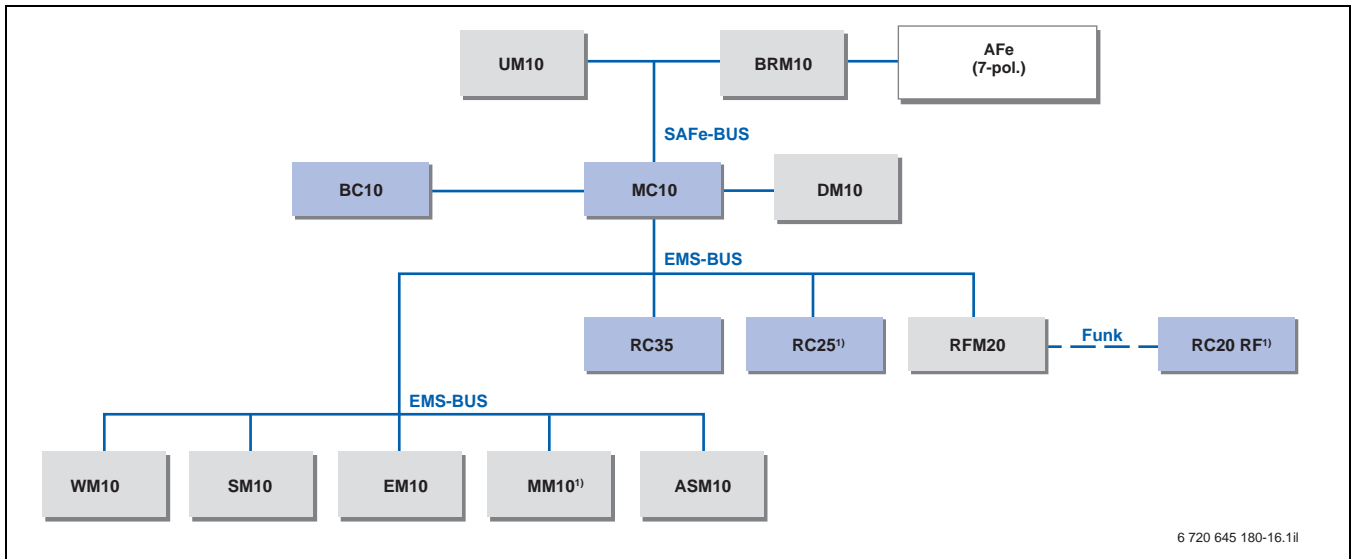 UM10
BRM10
AFe
(7-pol.)
SAFe-BUS
BC10
MC10
DM10
EMS-BUS
RC35
RC25¹⁾
RFM20
Funk
RC20 RF¹⁾
EMS-BUS
WM10
SM10
EM10
MM10¹⁾
ASM10
6 720 645 180-16.1il